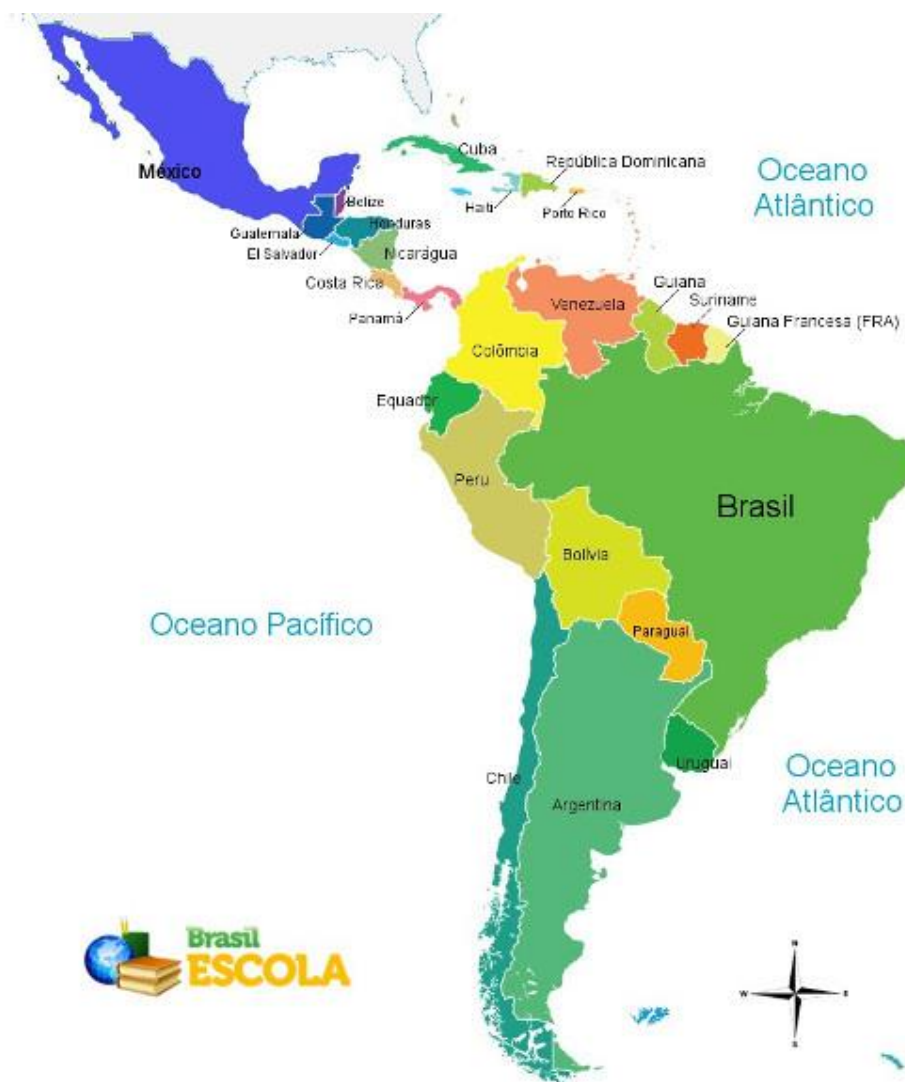 Cuba
República Dominicana
Oceano
Atlântico
México
Haiti
Porto Rico
Belize
Guatemala
Honduras
El Salvador
Nicarágua
Costa Rica
Panamá
Venezuela
Guiana
Suriname
Guiana Francesa (FRA)
Colômbia
Equador
Peru
Brasil
Bolívia
Oceano Pacífico
Paraguai
Uruguai
Chile
Oceano
Atlântico
Argentina
Brasil
ESCOLA
N
W
E
S